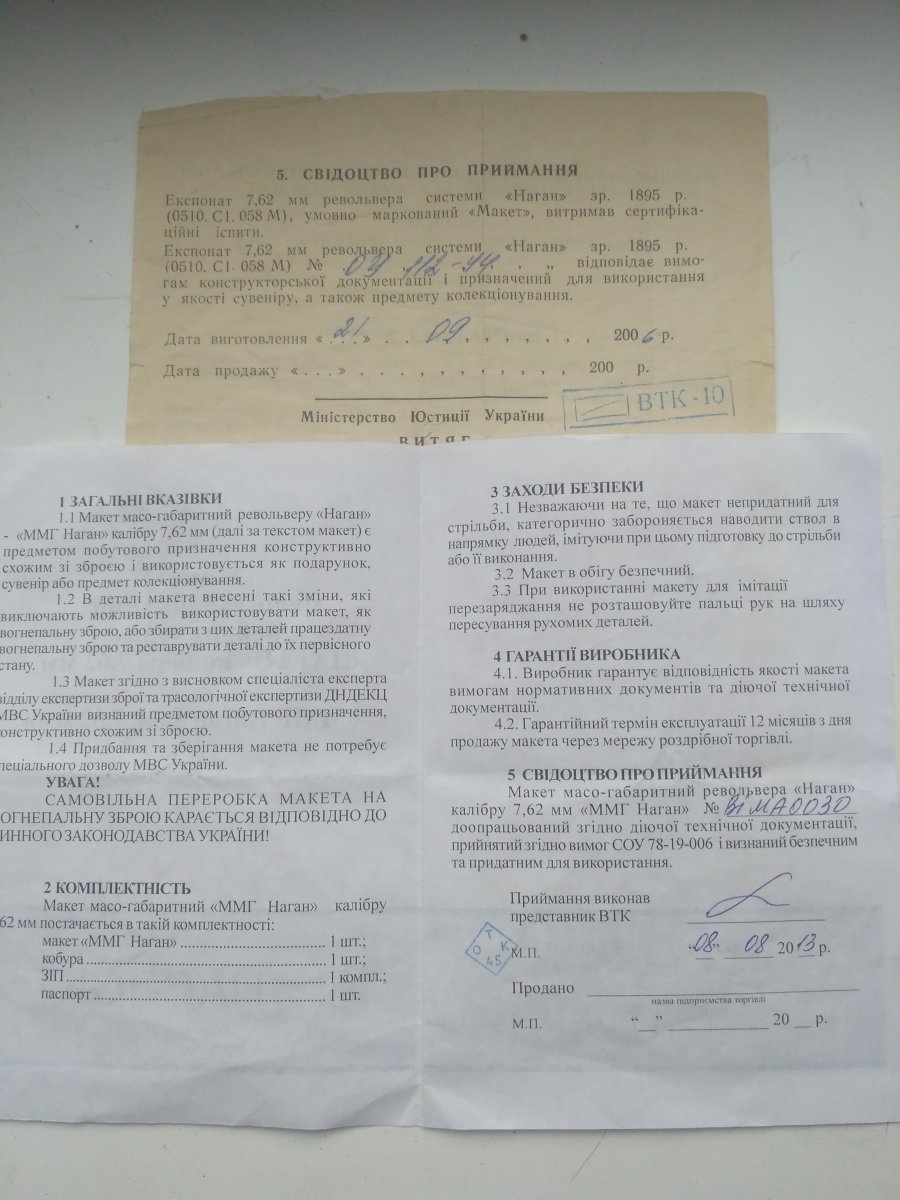 5. СВІДОЦТВО ПРО ПРИЙМАННЯ
Експонат 7,62 мм револьвера системи «Наган» зр. 1895 р.
(0510. С1. 058 М), умовно маркований «Макет», витримав сертифіка-
ційні іспити.
Експонат 7,62 мм револьвера системи «Наган» зр. 1895 р.
(0510. С1. 058 М) № 112-44 , „ відповідає вимо-
гам конструкторської документації і призначений для використання
у якості сувеніру, а також предмету колекціонування.
Дата виготовлення « 21 » . . 09 , , , , , , , 2006 р.
Дата продажу « . . . » . . , , , , , , , , , 200 р.
Міністерство Юстиції України
ВТК - 10
ВИТЯГ
1 ЗАГАЛЬНІ ВКАЗІВКИ
1.1 Макет масо-габаритний револьверу «Наган»
- «ММГ Наган» калібру 7,62 мм (далі за текстом макет) є
предметом побутового призначення конструктивно
схожим зі зброєю і використовується як подарунок,
сувенір або предмет колекціонування.
1.2 В деталі макета внесені такі зміни, які
виключають можливість використовувати макет, як
вогнепальну зброю, або збирати з цих деталей працездатну
вогнепальну зброю та реставрувати деталі до їх первісного
стану.
1.3 Макет згідно з висновком спеціаліста експерта
відділу експертизи зброї та трасологічної експертизи ДНДЕКЦ
МВС України визнаний предметом побутового призначення,
конструктивно схожим зі зброєю.
1.4 Придбання та зберігання макета не потребує
спеціального дозволу МВС України.
УВАГА!
САМОВІЛЬНА ПЕРЕРОБКА МАКЕТА НА
ОГНЕПАЛЬНУ ЗБРОЮ КАРАЄТЬСЯ ВІДПОВІДНО ДО
ИННОГО ЗАКОНОДАВСТВА УКРАЇНИ!
2 КОМПЛЕКТНІСТЬ
Макет масо-габаритний «ММГ Наган» калібру
,62 мм постачається в такій комплектності:
макет «ММГ Наган» ........................... 1 шт.;
кобура ........................................... 1 шт.;
ЗІП ............................................... 1 компл.;
паспорт ........................................... 1 шт.
3 ЗАХОДИ БЕЗПЕКИ
3.1 Незважаючи на те, що макет непридатний для
стрільби, категорично забороняється наводити ствол в
напрямку людей, імітуючи при цьому підготовку до стрільби
або її виконання.
3.2 Макет в обігу безпечний.
3.3 При використанні макету для імітації
перезаряджання не розташовуйте пальці рук на шляху
пересування рухомих деталей.
4 ГАРАНТІЇ ВИРОБНИКА
4.1. Виробник гарантує відповідність якості макета
вимогам нормативних документів та діючої технічної
документації.
4.2. Гарантійний термін експлуатації 12 місяців з дня
продажу макета через мережу роздрібної торгівлі.
5 СВІДОЦТВО ПРО ПРИЙМАННЯ
Макет масо-габаритний револьвера «Наган»
калібру 7,62 мм «ММГ Наган» №
доопрацьований згідно діючої технічної документації,
прийнятий згідно вимог СОУ 78-19-006 і визнаний безпечним
та придатним для використання.
Приймання виконав
представник ВТК
ОТК
45
М.П. “08” 08 2013 р.
Продано
назва підприємства торгівлі
М.П. “__” 20 __ р.